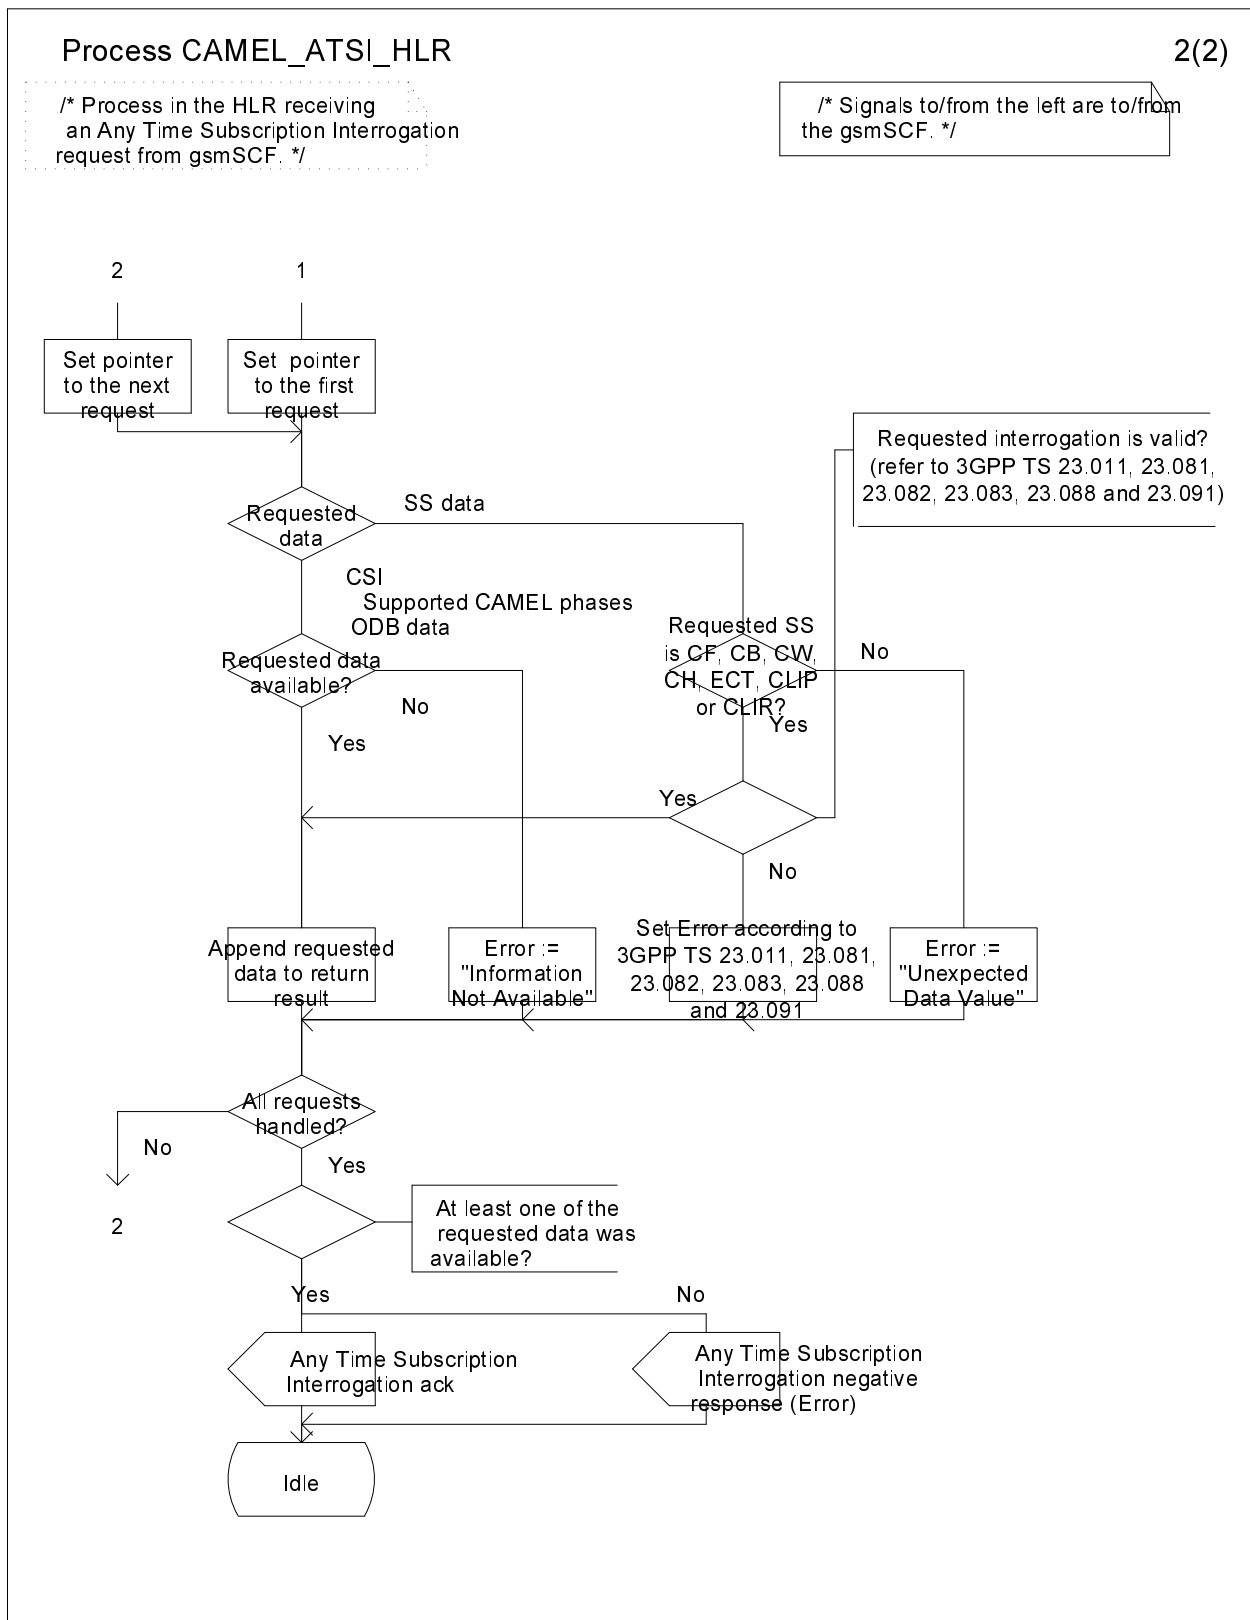 Process CAMEL_ATSI_HLR
2(2)
/* Process in the HLR receiving
an Any Time Subscription Interrogation
request from gsmSCF. */
/* Signals to/from the left are to/from
the gsmSCF. */
2
1
Set pointer
to the next
request
Set pointer
to the first
request
Requested interrogation is valid?
(refer to 3GPP TS 23.011, 23.081,
23.082, 23.083, 23.088 and 23.091)
Requested
data
SS data
CSI
Supported CAMEL phases
ODB data
Requested data
available?
No
Yes
Requested SS
is CF, CB, CW,
CH, ECT, CLIP
or CLIR?
No
Yes
Yes
No
Append requested
data to return
result
Error :=
"Information
Not Available"
Set Error according to
3GPP TS 23.011, 23.081,
23.082, 23.083, 23.088
and 23.091
Error :=
"Unexpected
Data Value"
All requests
handled?
No
Yes
2
At least one of the
requested data was
available?
Yes
No
Any Time Subscription
Interrogation ack
Any Time Subscription
Interrogation negative
response (Error)
Idle